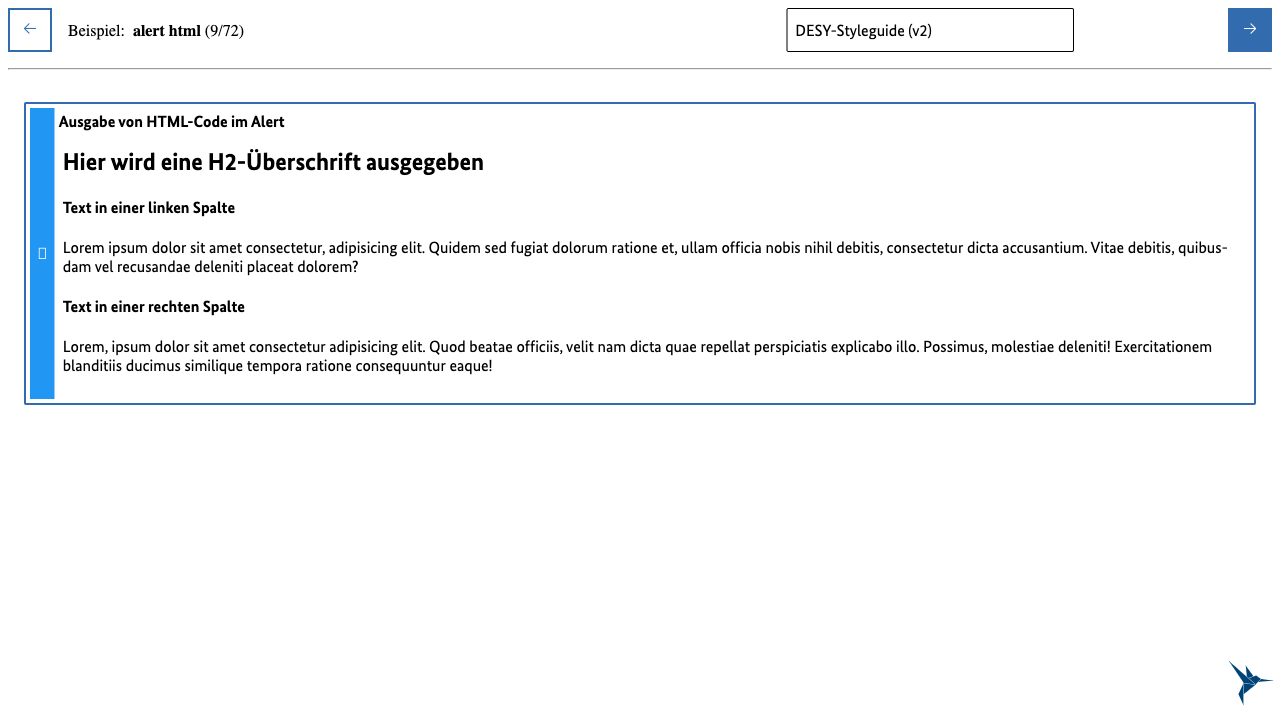 Beispiel: alert html (9/72)
DESY-Styleguide (v2)
Ausgabe von HTML-Code im Alert
Hier wird eine H2-Überschrift ausgegeben
Text in einer linken Spalte
Lorem ipsum dolor sit amet consectetur, adipisicing elit. Quidem sed fugiat dolorum ratione et, ullam officia nobis nihil debitis, consectetur dicta accusantium. Vitae debitis, quibus-
dam vel recusandae deleniti placeat dolorem?
Text in einer rechten Spalte
Lorem, ipsum dolor sit amet consectetur adipisicing elit. Quod beatae officiis, velit nam dicta quae repellat perspiciatis explicabo illo. Possimus, molestiae deleniti! Exercitationem
blanditiis ducimus similique tempora ratione consequuntur eaque!